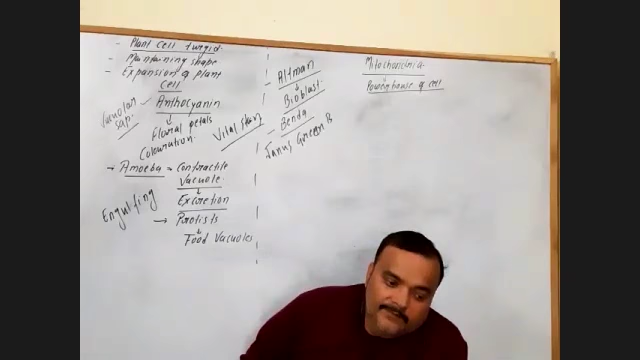 - Plant Cell turgid.
- Maintaining shape
- Expansion of plant
Cell
Vacuolar
sap.
Anthocyanin
Floral petals
Colouration.
Vital stain
→ Amoeba = Contractile
Vacuole.
Excretion
Engulfing
→ Protists
Food Vacuoles
- Altman
Bioblast.
- Benda
Janus Green B
Mitochondria
Powerhouse of cell